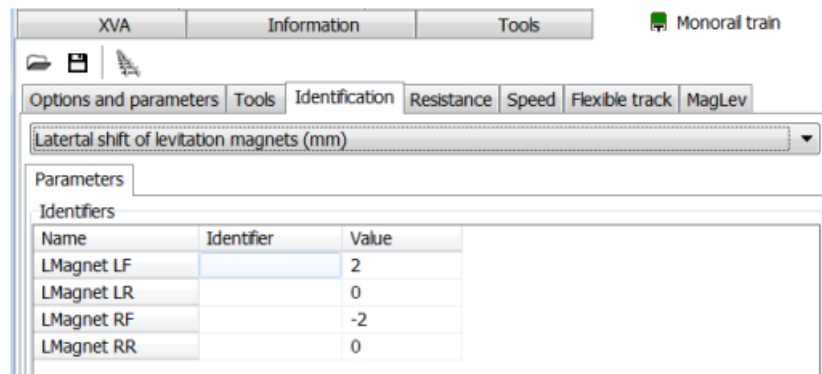 XVA Information Tools Monorail train
Options and parameters Tools Identification Resistance Speed Flexible track MagLev
Latertal shift of levitation magnets (mm)
Parameters
Identifiers
Name Identifier Value
LMagnet LF 2
LMagnet LR 0
LMagnet RF -2
LMagnet RR 0